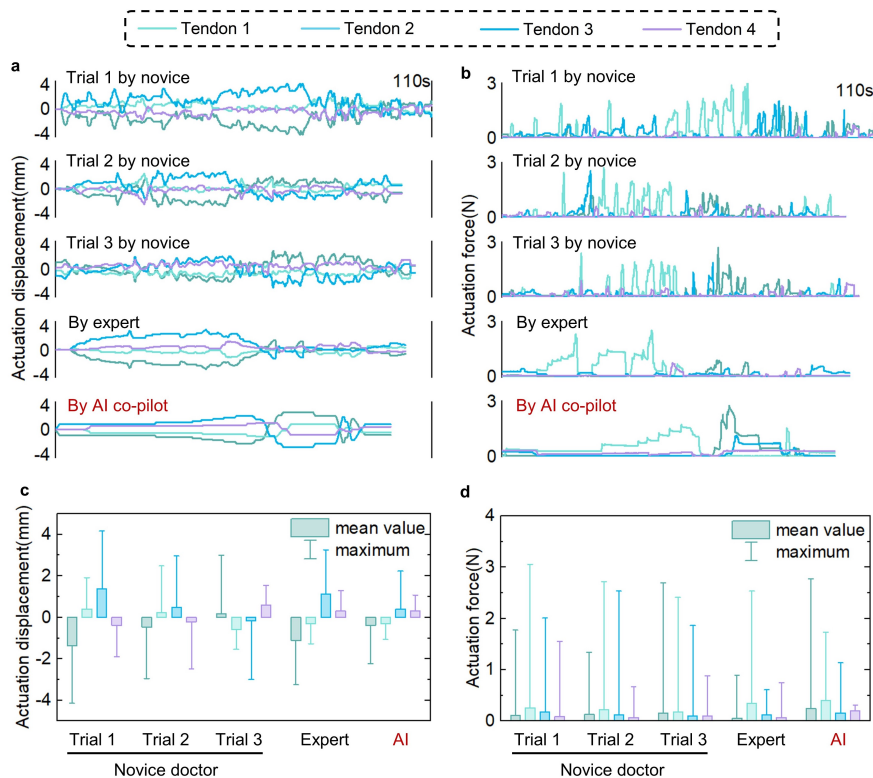 Tendon 1 Tendon 2 Tendon 3 Tendon 4
a
Trial 1 by novice
110s
4
0
-4
Trial 2 by novice
4
0
-4
Trial 3 by novice
4
0
-4
By expert
4
0
-4
By AI co-pilot
4
0
-4
Actuation displacement(mm)
b
Trial 1 by novice
110s
3
0
Trial 2 by novice
3
0
Trial 3 by novice
3
0
By expert
3
0
By AI co-pilot
3
0
Actuation force(N)
c
Actuation displacement(mm)
4
2
0
-2
-4
mean value
maximum
Trial 1 Trial 2 Trial 3 Expert AI
Novice doctor
d
Actuation force(N)
4
3
2
1
0
mean value
maximum
Trial 1 Trial 2 Trial 3 Expert AI
Novice doctor